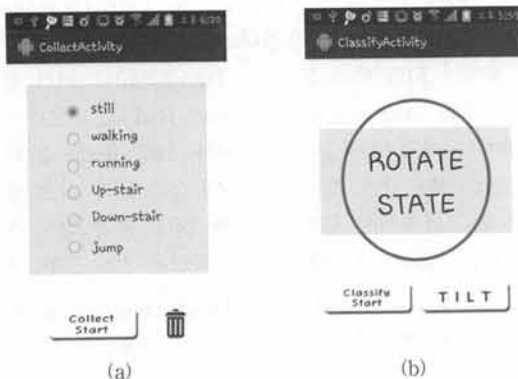 CollectActivity
still
walking
running
Up-stair
Down-stair
jump
Collect
Start
(a)
ClassifyActivity
ROTATE
STATE
Classify
Start
TILT
(b)